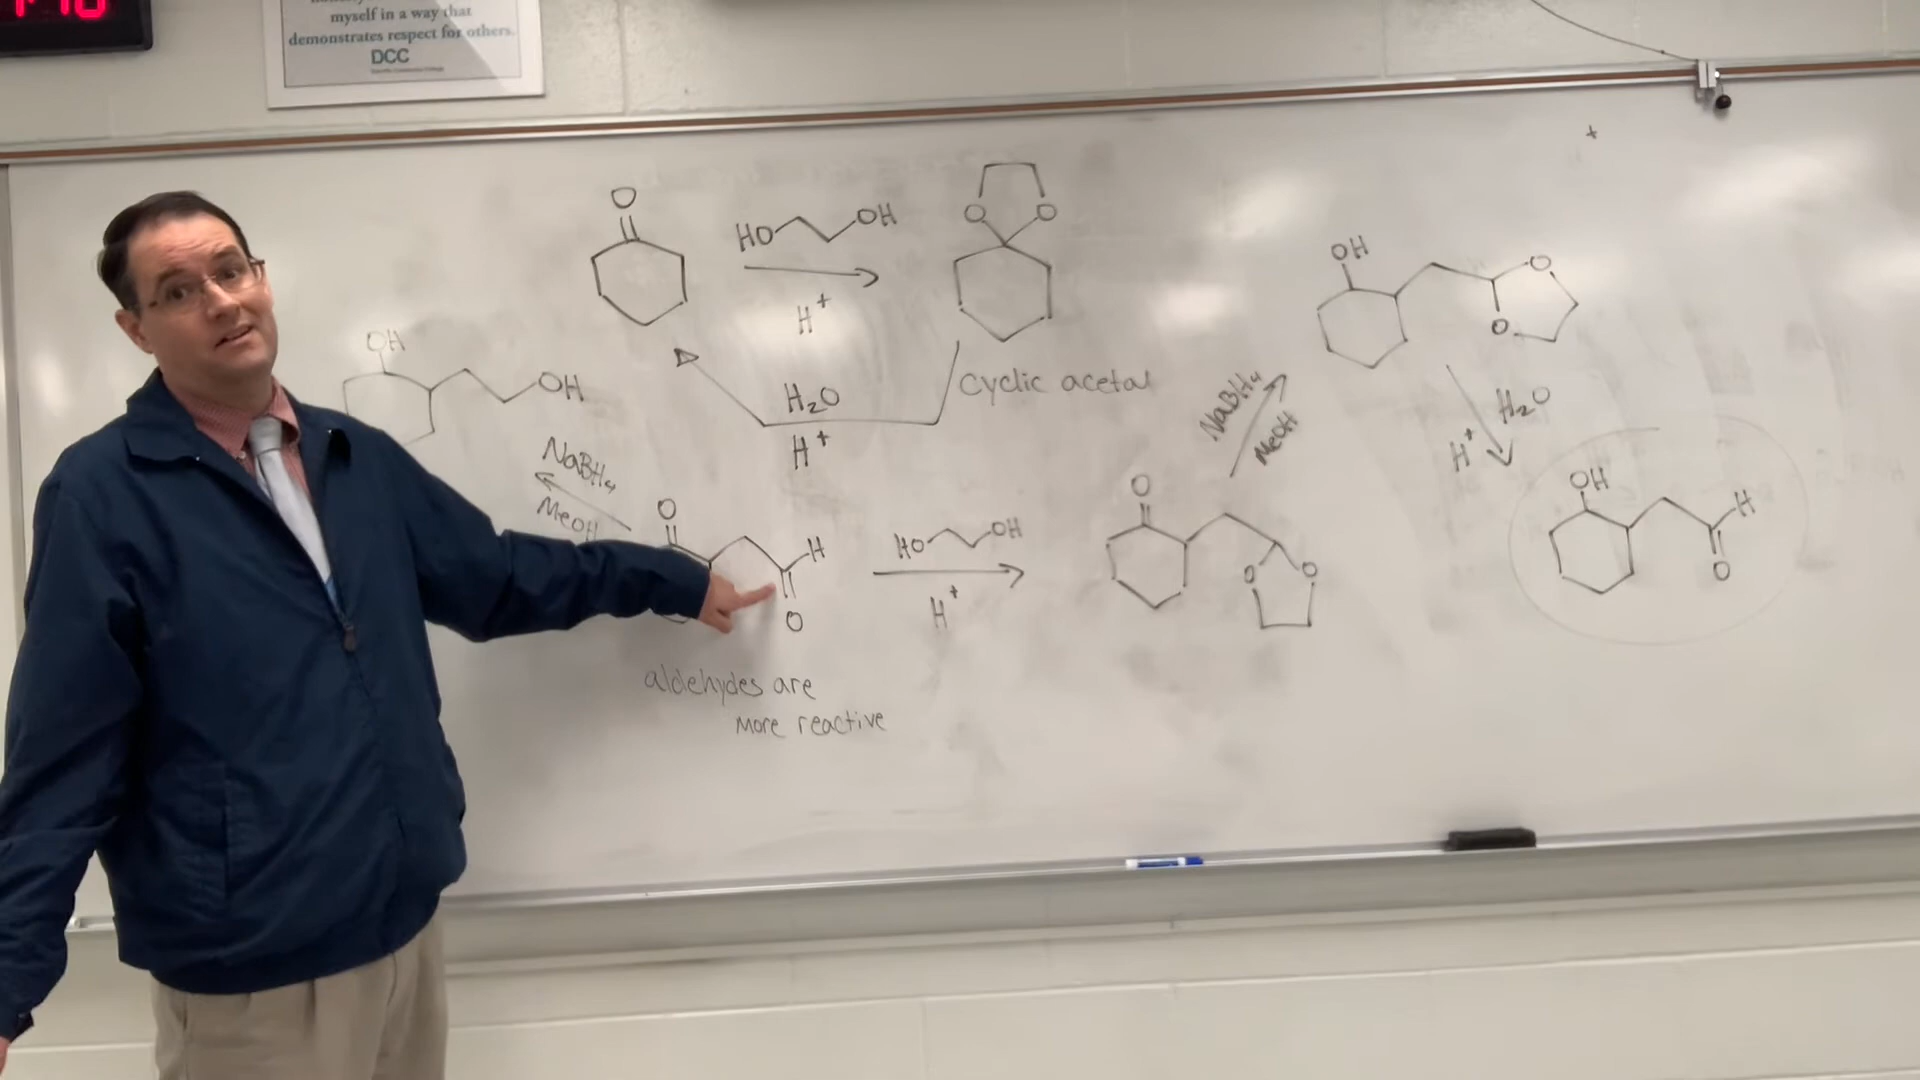 myself in a way that
demonstrates respect for others.
DCC
O
HO OH
H+
O O
cyclic acetal
H2O
H+
OH
OH
NaBH4
MeOH
O
H
O
aldehydes are
more reactive
HO OH
H+
O
O O
NaBH4
MeOH
OH
O
O
H2O
H+
OH
H
O
+